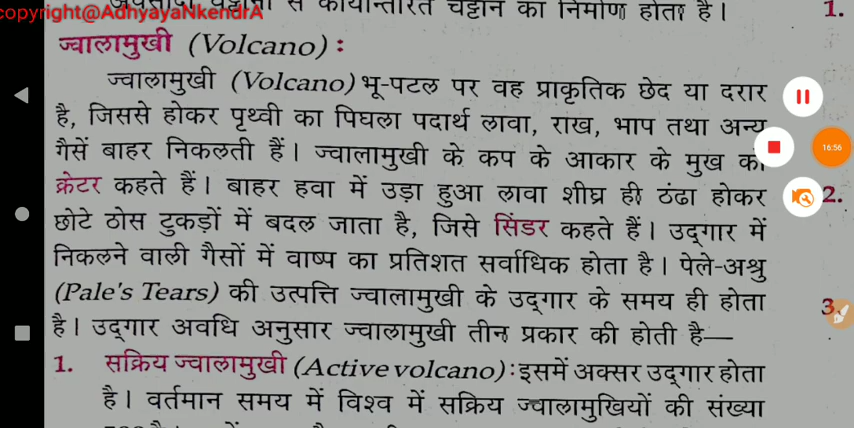 copyright@AdhyayaNkendrA
से कायान्तरित चट्टान का निर्माण होता है। 1.
ज्वालामुखी (Volcano) :
ज्वालामुखी (Volcano) भू-पटल पर वह प्राकृतिक छेद या दरार
है, जिससे होकर पृथ्वी का पिघला पदार्थ लावा, राख, भाप तथा अन्य
गैसें बाहर निकलती हैं। ज्वालामुखी के कप के आकार के मुख को
16:56
क्रेटर कहते हैं। बाहर हवा में उड़ा हुआ लावा शीघ्र ही ठंढा होकर 2.
छोटे ठोस टुकड़ों में बदल जाता है, जिसे सिंडर कहते हैं। उद्‌गार में
निकलने वाली गैसों में वाष्प का प्रतिशत सर्वाधिक होता है। पेले-अश्रु
(Pale's Tears) की उत्पत्ति ज्वालामुखी के उद्‌गार के समय ही होता 3.
है। उद्‌गार अवधि अनुसार ज्वालामुखी तीन प्रकार की होती है—
1. सक्रिय ज्वालामुखी (Active volcano) : इसमें अक्सर उद्‌गार होता
है। वर्तमान समय में विश्व में सक्रिय ज्वालामुखियों की संख्या